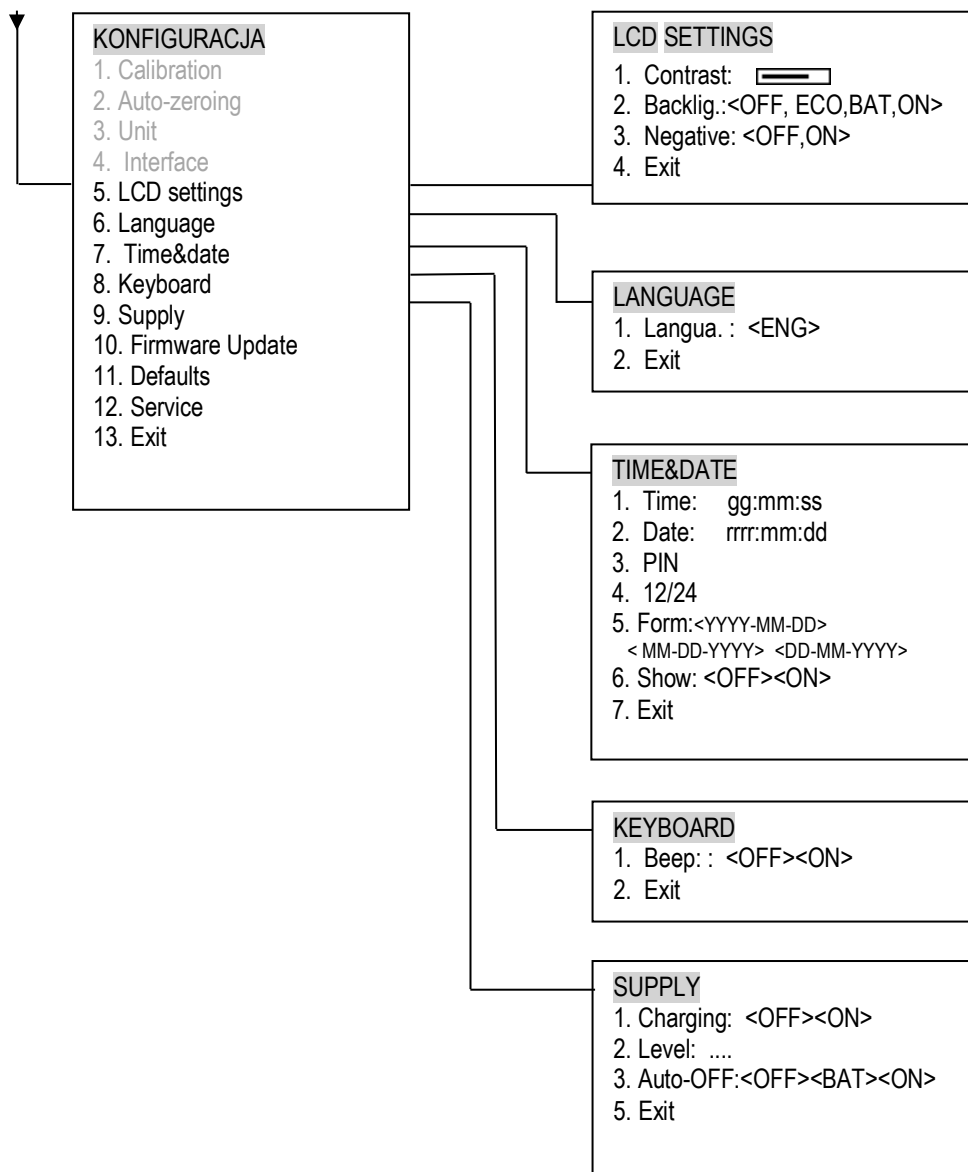 KONFIGURACJA
1. Calibration
2. Auto-zeroing
3. Unit
4. Interface
5. LCD settings
6. Language
7. Time&date
8. Keyboard
9. Supply
10. Firmware Update
11. Defaults
12. Service
13. Exit
LCD SETTINGS
1. Contrast:
2. Backlig.:<OFF, ECO,BAT,ON>
3. Negative: <OFF,ON>
4. Exit
LANGUAGE
1. Langua. : <ENG>
2. Exit
TIME&DATE
1. Time: gg:mm:ss
2. Date: rrrr:mm:dd
3. PIN
4. 12/24
5. Form:<YYYY-MM-DD>
< MM-DD-YYYY> <DD-MM-YYYY>
6. Show: <OFF><ON>
7. Exit
KEYBOARD
1. Beep: : <OFF><ON>
2. Exit
SUPPLY
1. Charging: <OFF><ON>
2. Level: ....
3. Auto-OFF:<OFF><BAT><ON>
5. Exit